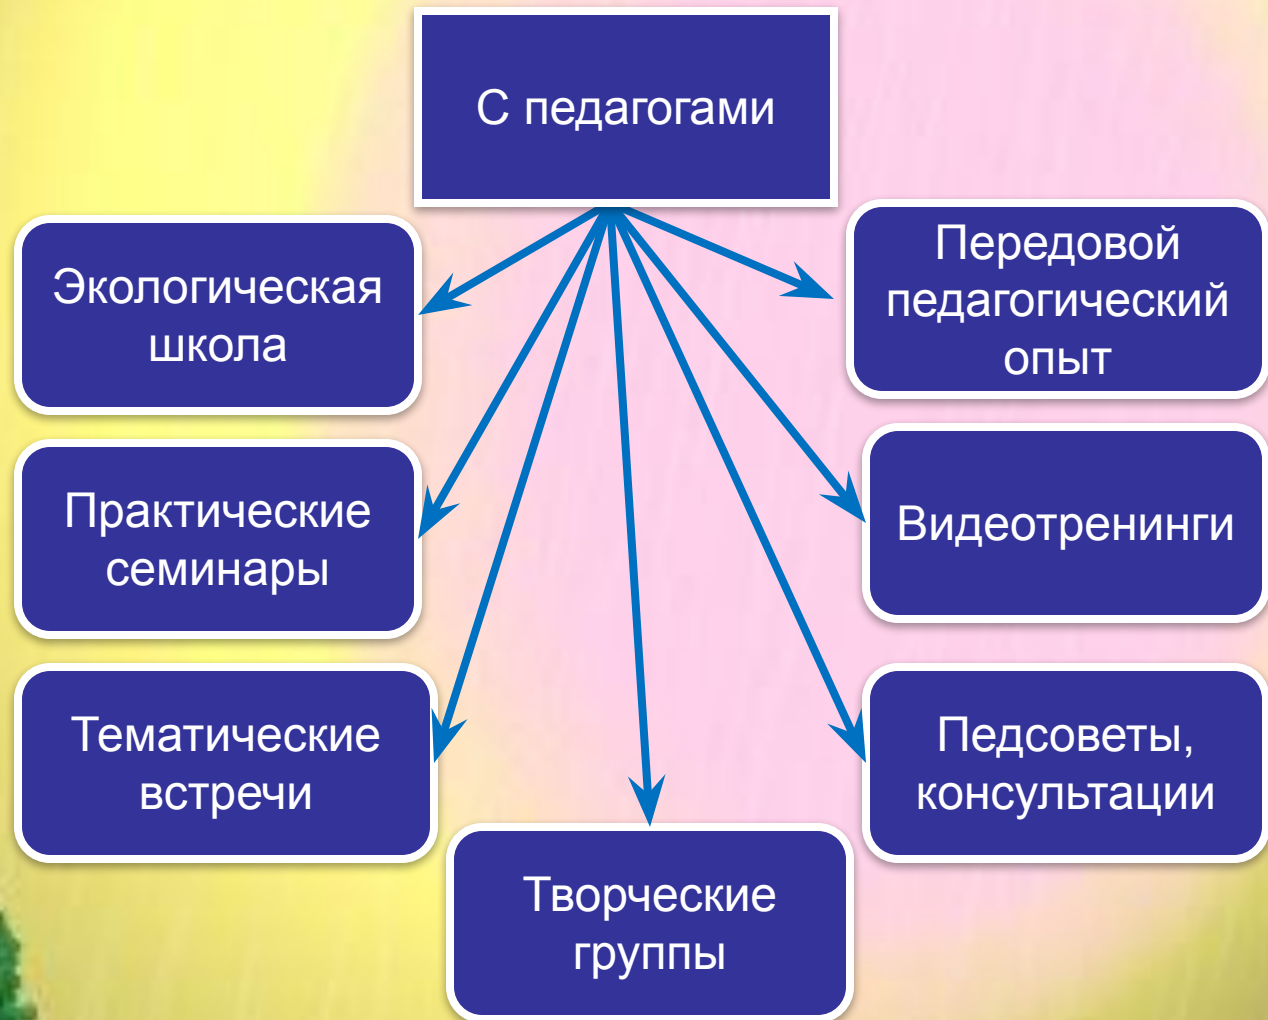 С педагогами
Экологическая
школа
Передовой
педагогический
опыт
Практические
семинары
Видеотренинги
Тематические
встречи
Педсоветы,
консультации
Творческие
группы